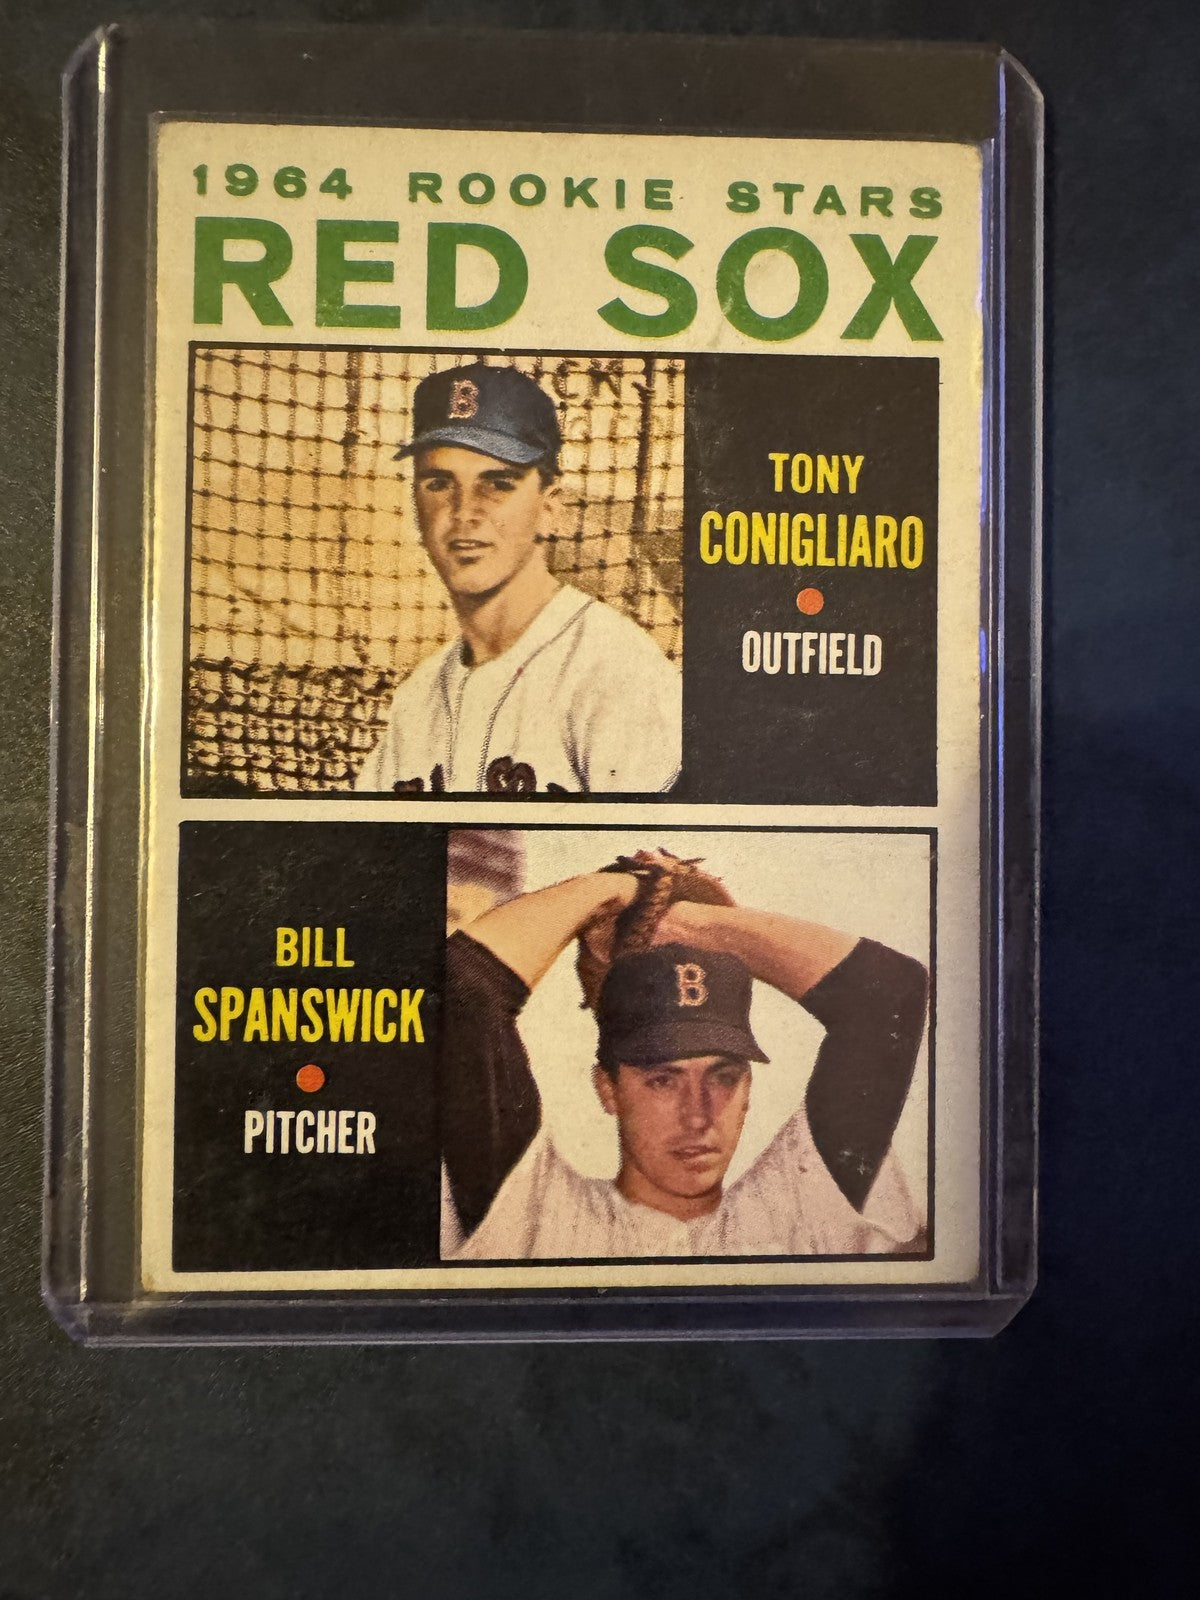 1964 ROOKIE STARS
RED SOX
B
TONY
CONIGLIARO
OUTFIELD
BILL
SPANSWICK
PITCHER
B